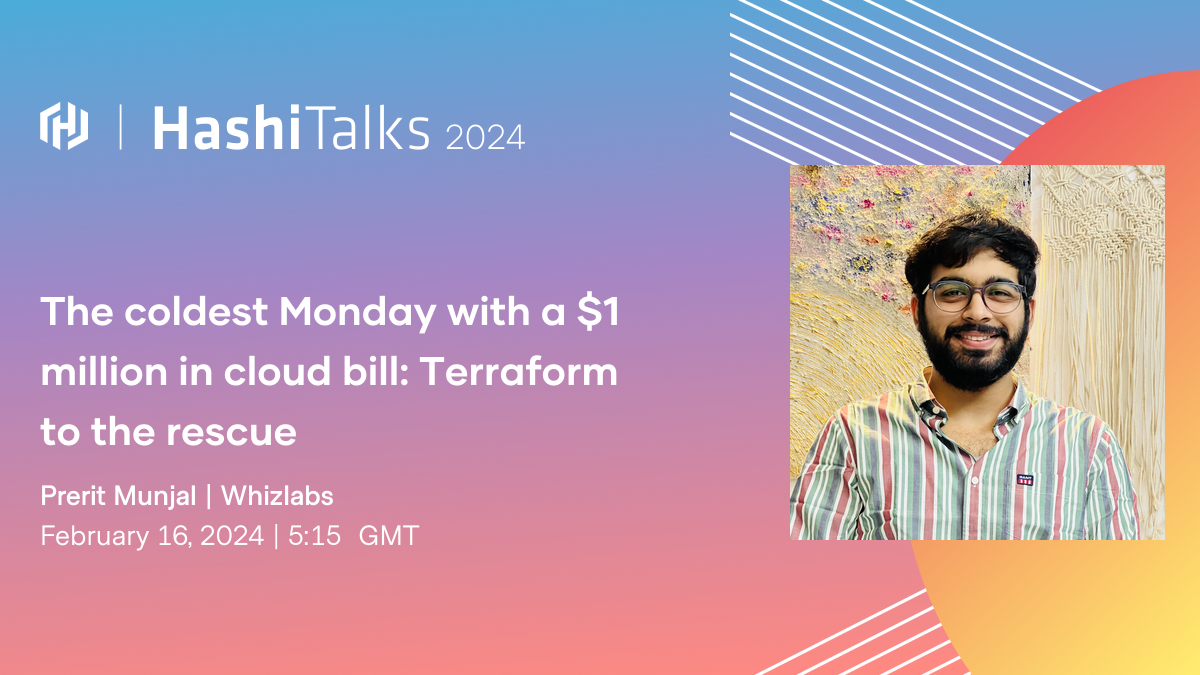 HashiTalks 2024
The coldest Monday with a $1
million in cloud bill: Terraform
to the rescue
Prerit Munjal | Whizlabs
February 16, 2024 | 5:15 GMT